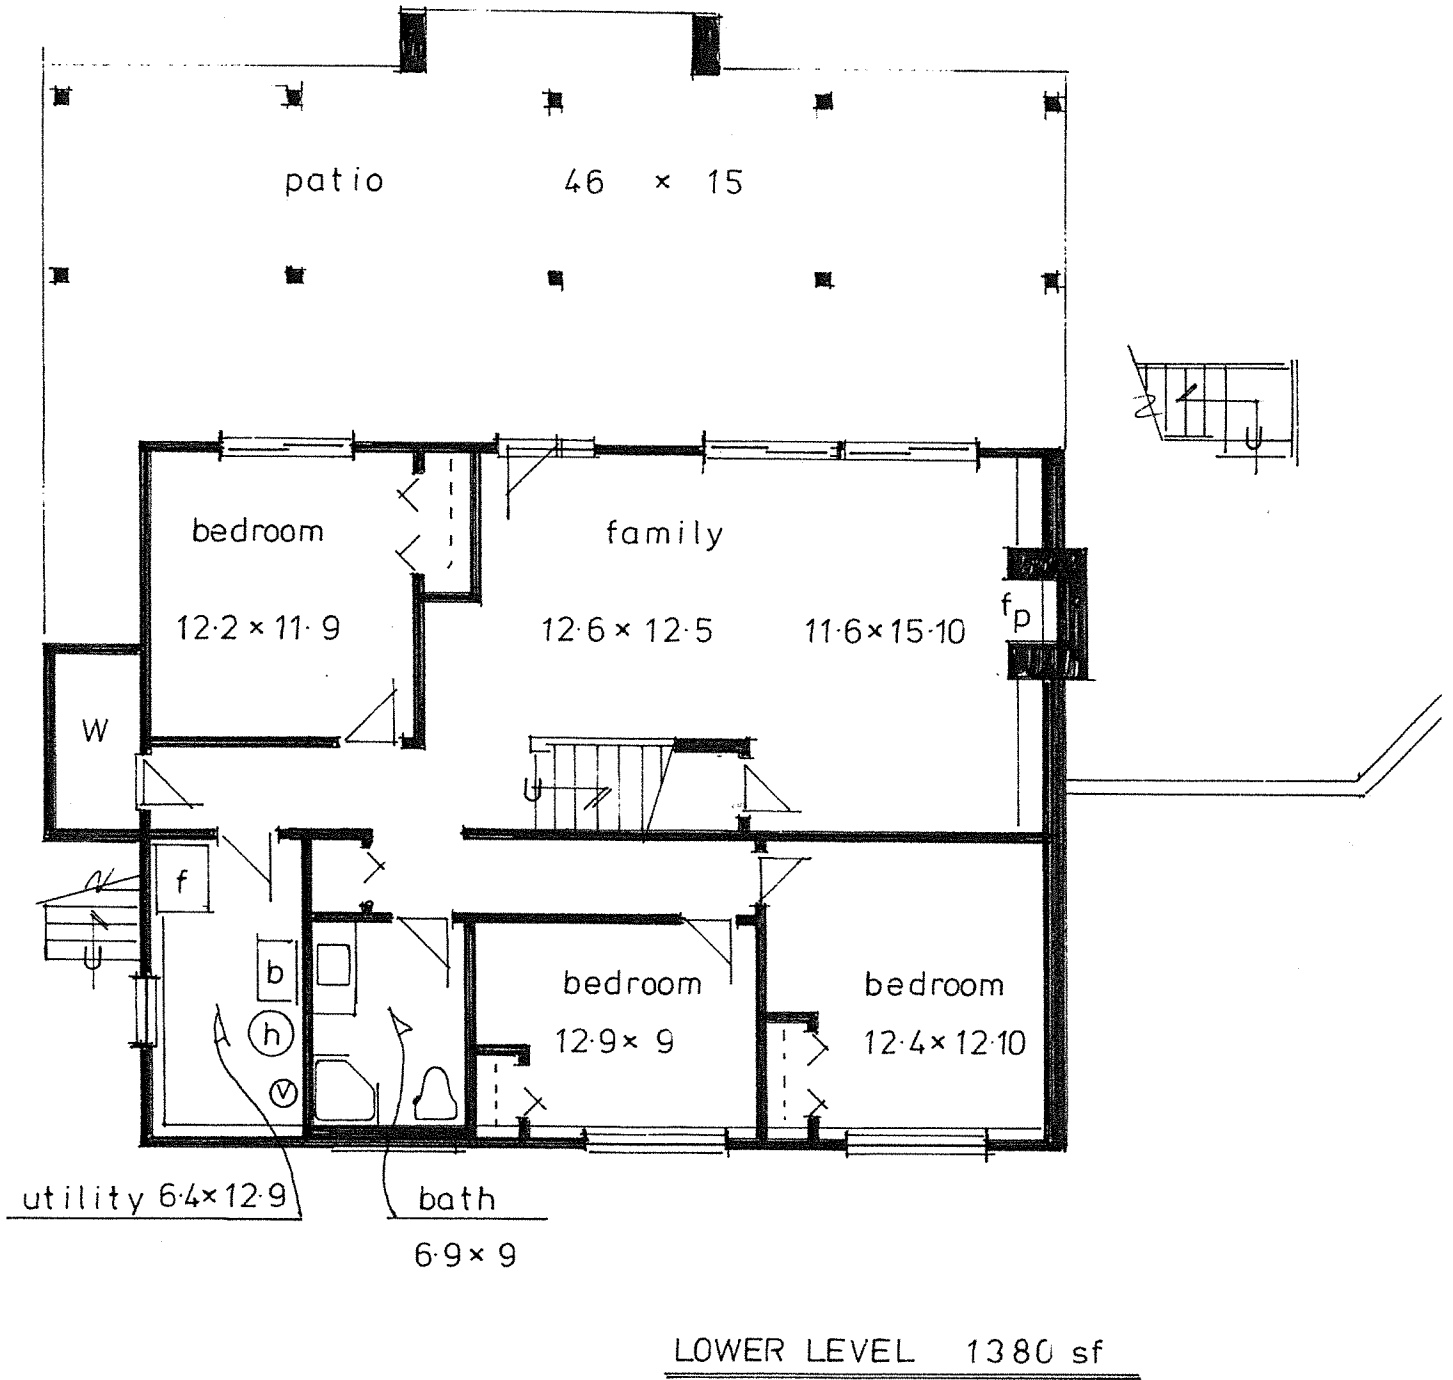 patio 46 × 15
bedroom
12·2 × 11·9
family
12·6 × 12·5
11·6 × 15·10
fp
W
U
U
f
U
b
h
v
bedroom
12·9 × 9
bedroom
12·4 × 12·10
utility 6·4 × 12·9
bath
6·9 × 9
LOWER LEVEL 1380 sf